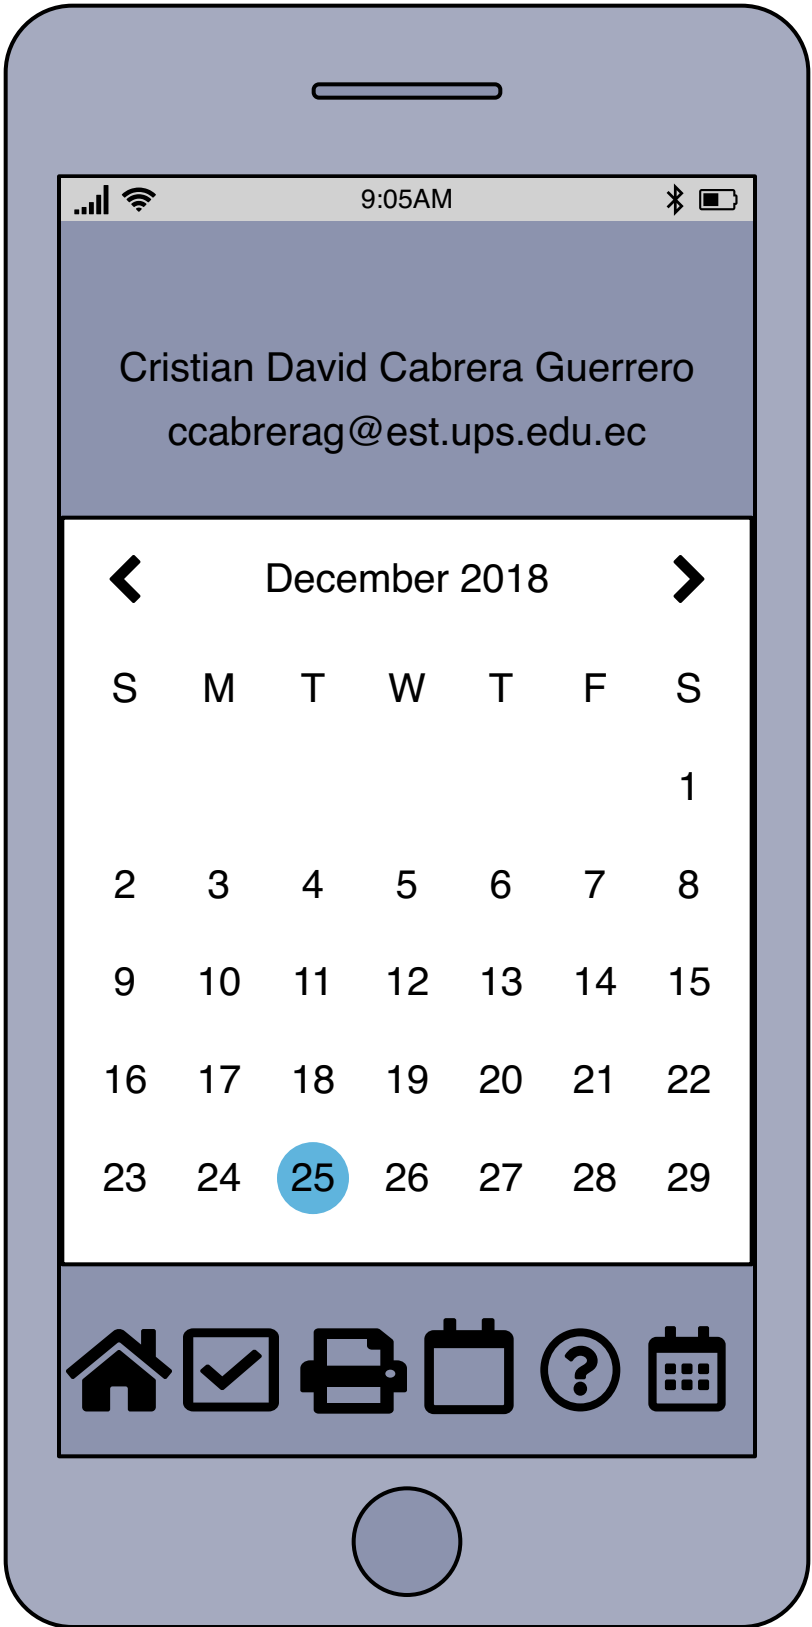 9:05AM
Cristian David Cabrera Guerrero
ccabrerag@est.ups.edu.ec
December 2018
S M T W T F S
1
2 3 4 5 6 7 8
9 10 11 12 13 14 15
16 17 18 19 20 21 22
23 24 25 26 27 28 29
?